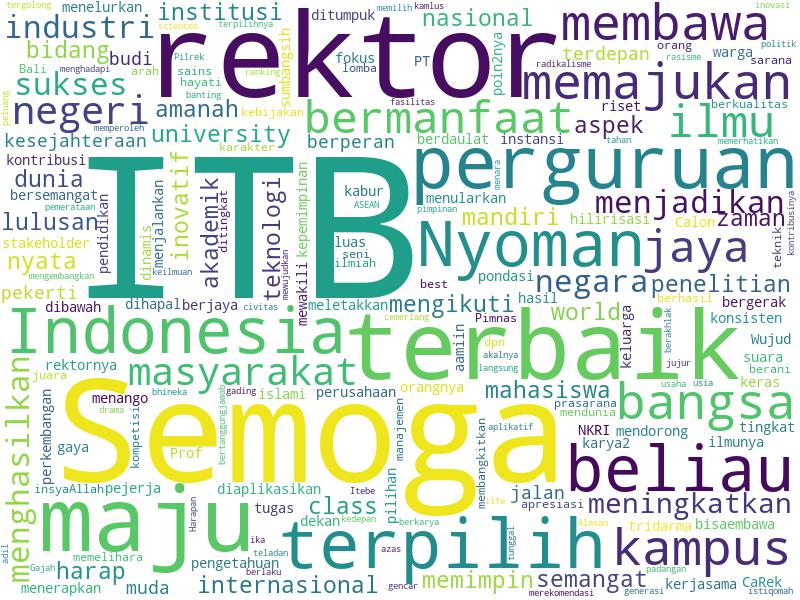 tergolong menelurkan institusi ditumpuk memilih kamlus nasional membawa inovasi
industri rektor fokus PT poin2nya terdepan orang politik
bidang budi sciences terpilihnya sumbangsih warga
Bali menghadapi Pilrek arah sains lomba radikalisme rasisme sarana
sukses hayati ranking memajukan
peluang negeri banting amanah kebijakan fasilitas bermanfaat riset berkualitas
memperoleh karakter aspek ilmu
kesejahteraan university berperan berdaulat instansi tahan memerhatikan
kontribusi ITB perguruan
dunia inovatif akademik ditingkat teknologi kepemimpinan kabur ASEAN menularkan menara menjadikan
bersemangat pemerataan pendidikan pimpinan zaman kontribusinya
lulusan dinamis menjalankan luas seni ilmiah mandiri hilirisasi Calon
stakeholder Nyoman jaya teknik
nyata mengembangkan keilmuan mewujudkan mewakili pondasi
pekerti negara penelitian
dibawah dihapal berjaya civitas meletakkan mengikuti best hasil berhasil bergerak
Indonesia terbaik cemerlang Pimnas world keluarga berakhlak konsisten
rektornya aamiin dpn akalnya langsung jujur Wujud suara berani
masyarakat
juara bhineka gading islami perusahaan orangnya mahasiswa usaha usia keras
menghasilkan perkembangan menango drama Semoga prasarana mendunia bangsa
gaya kompetisi Prof bertanggungjawab manajemen membangkitkan aplikatif NKRI mendorong tingkat
karya2 ilmunya
beliau
insyaAllah pejerja diaplikasikan Itebe pilihan life jalan apresiasi meningkatkan
maju Harapan tugas class
dekan kedepan berkarya tunggal Alasan tridarma bisaembawa
adil ika terpilih kampus
Gajah memelihara teladan pengetahuan azas padangan
harap berlaku memimpin semangat kerjasama CaRek
menerapkan muda internasional gencar merekomendasi generasi istiqomah